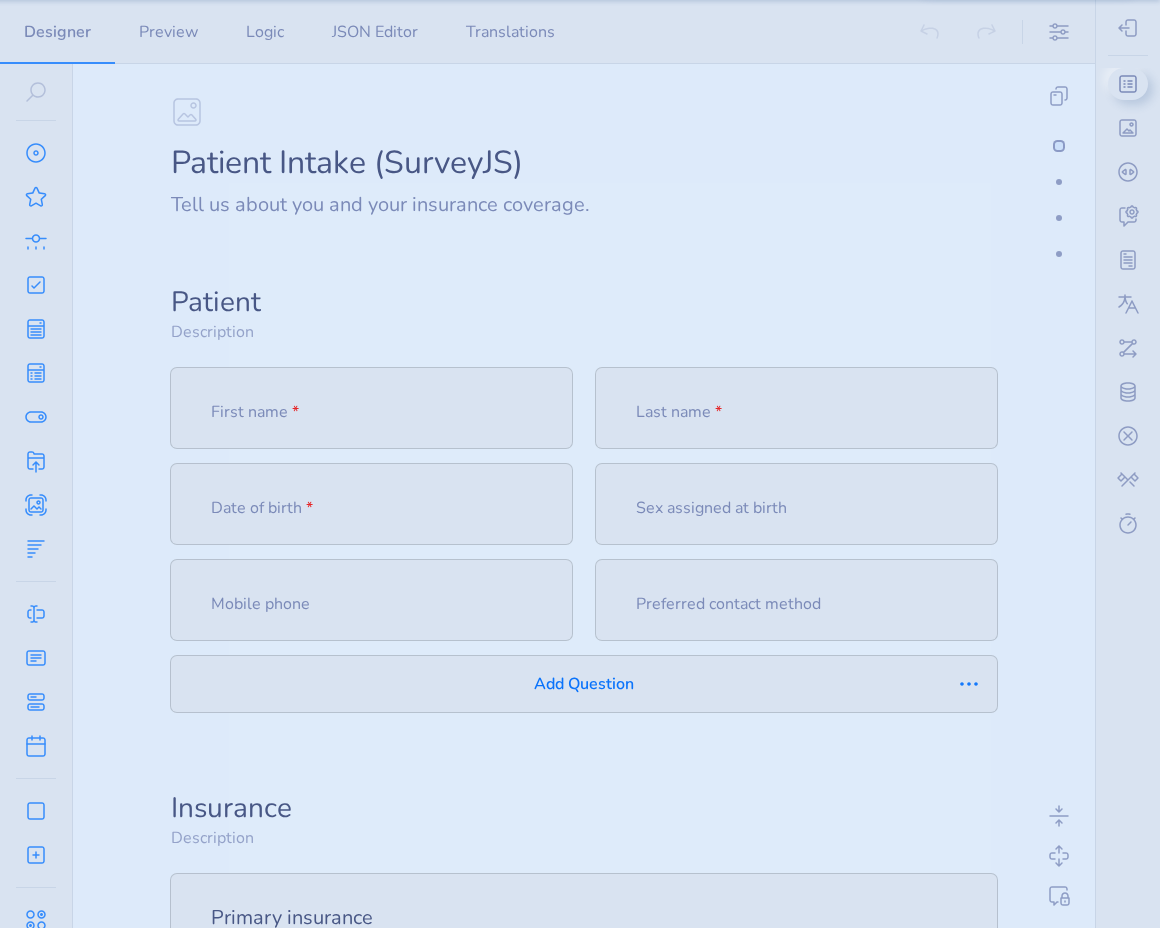 Designer Preview Logic JSON Editor Translations
Patient Intake (SurveyJS)
Tell us about you and your insurance coverage.
Patient
Description
First name * Last name *
Date of birth * Sex assigned at birth
Mobile phone Preferred contact method
Add Question
Insurance
Description
Primary insurance